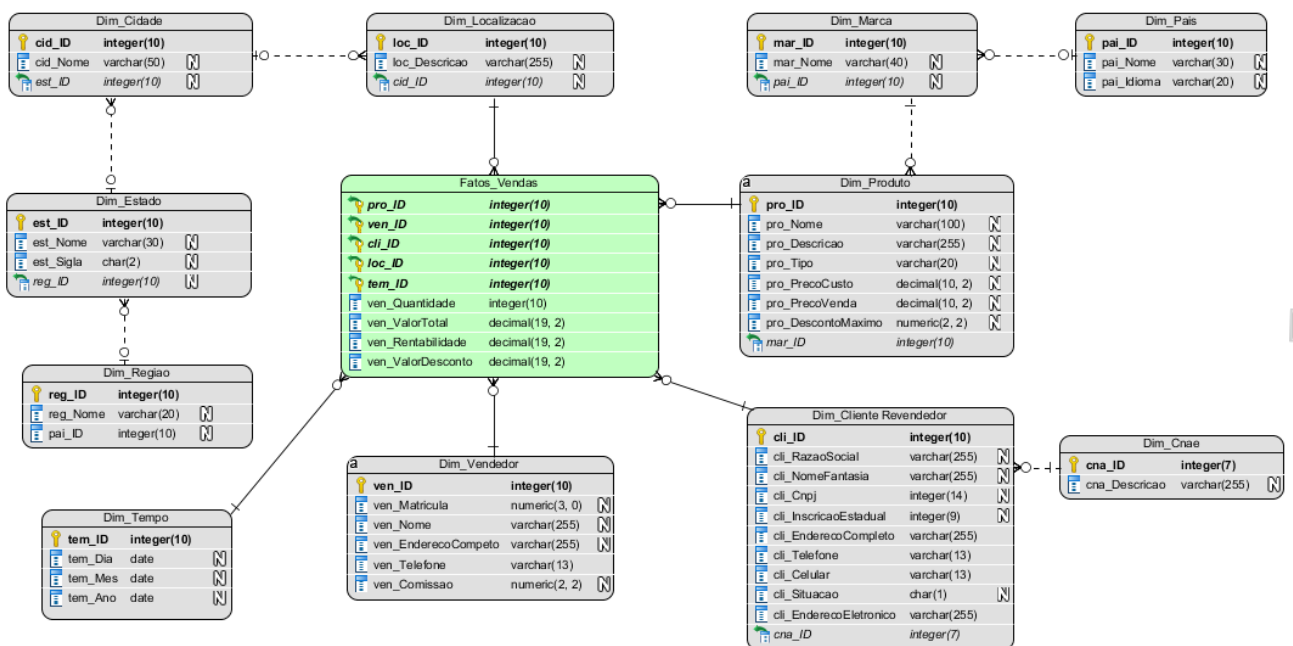 Dim_Cidade
cid_ID integer(10)
cid_Nome varchar(50) N
est_ID integer(10) N
Dim_Localizacao
loc_ID integer(10)
loc_Descricao varchar(255) N
cid_ID integer(10) N
Dim_Marca
mar_ID integer(10)
mar_Nome varchar(40) N
pai_ID integer(10) N
Dim_Pais
pai_ID integer(10)
pai_Nome varchar(30) N
pai_Idioma varchar(20) N
Dim_Estado
est_ID integer(10)
est_Nome varchar(30) N
est_Sigla char(2) N
reg_ID integer(10) N
Fatos_Vendas
pro_ID integer(10)
ven_ID integer(10)
cli_ID integer(10)
loc_ID integer(10)
tem_ID integer(10)
ven_Quantidade integer(10)
ven_ValorTotal decimal(19, 2)
ven_Rentabilidade decimal(19, 2)
ven_ValorDesconto decimal(19, 2)
a Dim_Produto
pro_ID integer(10)
pro_Nome varchar(100) N
pro_Descricao varchar(255) N
pro_Tipo varchar(20) N
pro_PrecoCusto decimal(10, 2) N
pro_PrecoVenda decimal(10, 2) N
pro_DescontoMaximo numeric(2, 2) N
mar_ID integer(10)
Dim_Regiao
reg_ID integer(10)
reg_Nome varchar(20) N
pai_ID integer(10) N
Dim_Tempo
tem_ID integer(10)
tem_Dia date N
tem_Mes date N
tem_Ano date N
a Dim_Vendedor
ven_ID integer(10)
ven_Matricula numeric(3, 0) N
ven_Nome varchar(255) N
ven_EnderecoCompeto varchar(255) N
ven_Telefone varchar(13)
ven_Comissao numeric(2, 2) N
Dim_Cliente Revendedor
cli_ID integer(10)
cli_RazaoSocial varchar(255) N
cli_NomeFantasia varchar(255) N
cli_Cnpj integer(14) N
cli_InscricaoEstadual integer(9) N
cli_EnderecoCompleto varchar(255)
cli_Telefone varchar(13)
cli_Celular varchar(13)
cli_Situacao char(1) N
cli_EnderecoEletronico varchar(255)
cna_ID integer(7)
Dim_Cnae
cna_ID integer(7)
cna_Descricao varchar(255) N